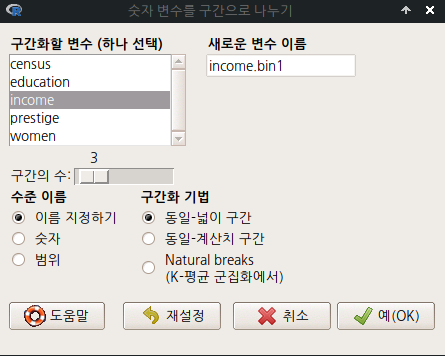 숫자 변수를 구간으로 나누기
구간화할 변수 (하나 선택)
새로운 변수 이름
census
education
income
prestige
women
income.bin1
3
구간의 수:
수준 이름
구간화 기법
이름 지정하기
동일-넓이 구간
숫자
동일-계산치 구간
범위
Natural breaks
(K-평균 군집화에서)
도움말
재설정
취소
예(OK)